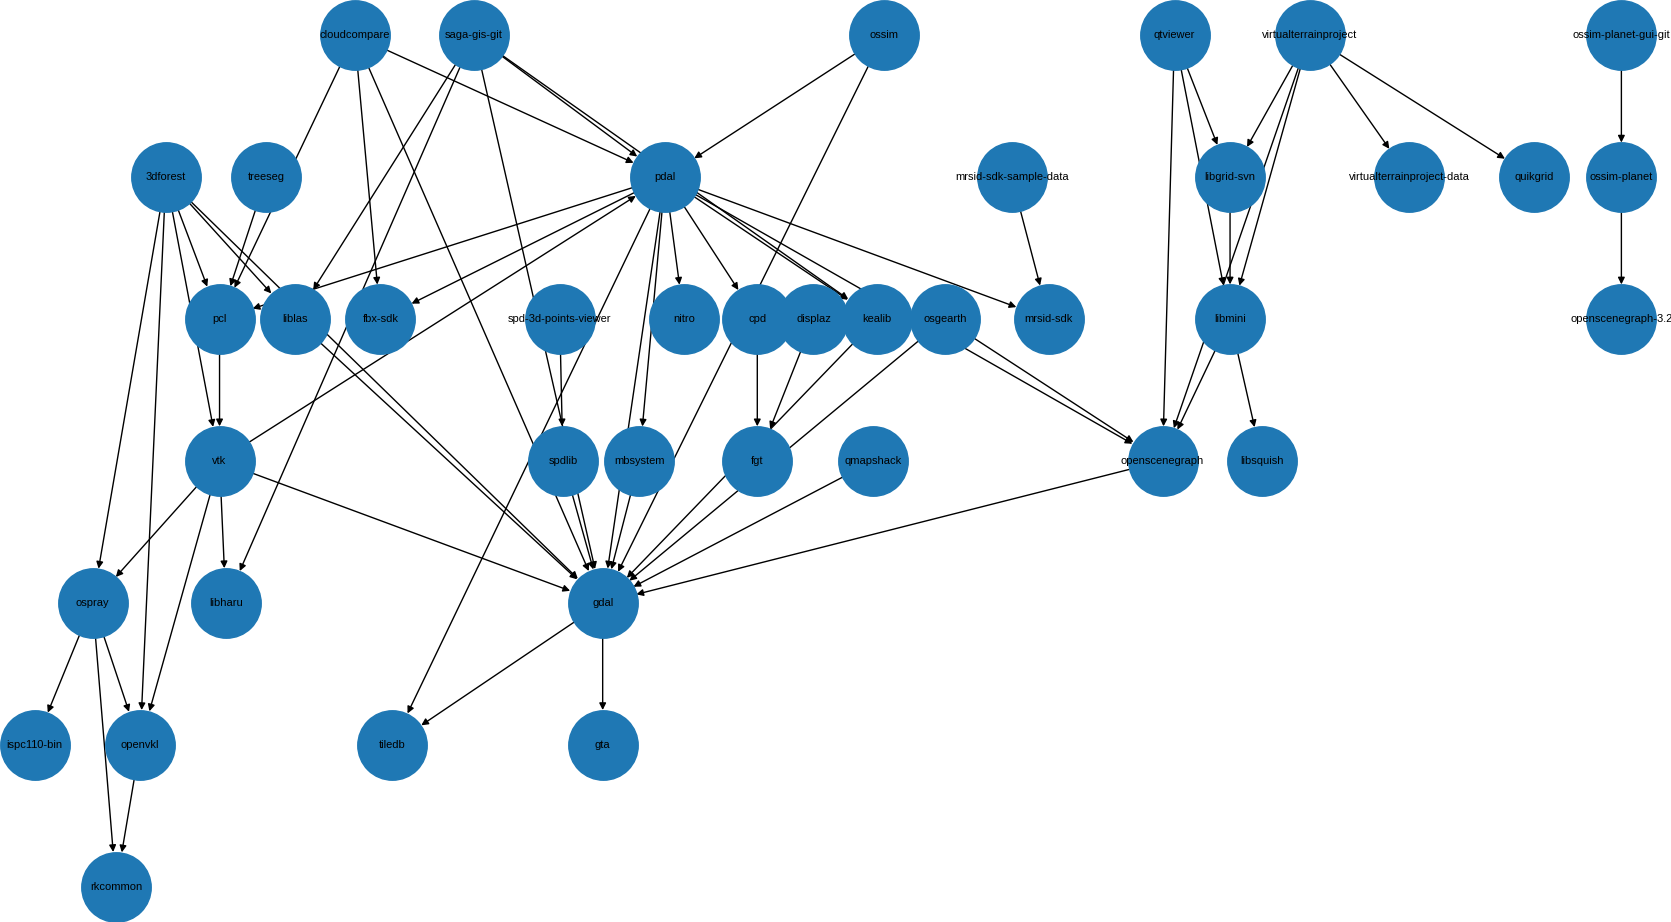 cloudcompare
saga-gis-git
ossim
qtviewer
virtualterrainproject
ossim-planet-gui-git
3dforest
treeseg
pdal
mrsid-sdk-sample-data
libgrid-svn
virtualterrainproject-data
quikgrid
ossim-planet
pcl
liblas
fbx-sdk
spd-3d-points-viewer
nitro
cpd
displaz
kealib
osgearth
mrsid-sdk
libmini
openscenegraph-3.2
vtk
spdlib
mbsystem
fgt
qmapshack
openscenegraph
libsquish
ospray
libharu
gdal
ispc110-bin
openvkl
tiledb
gta
rkcommon